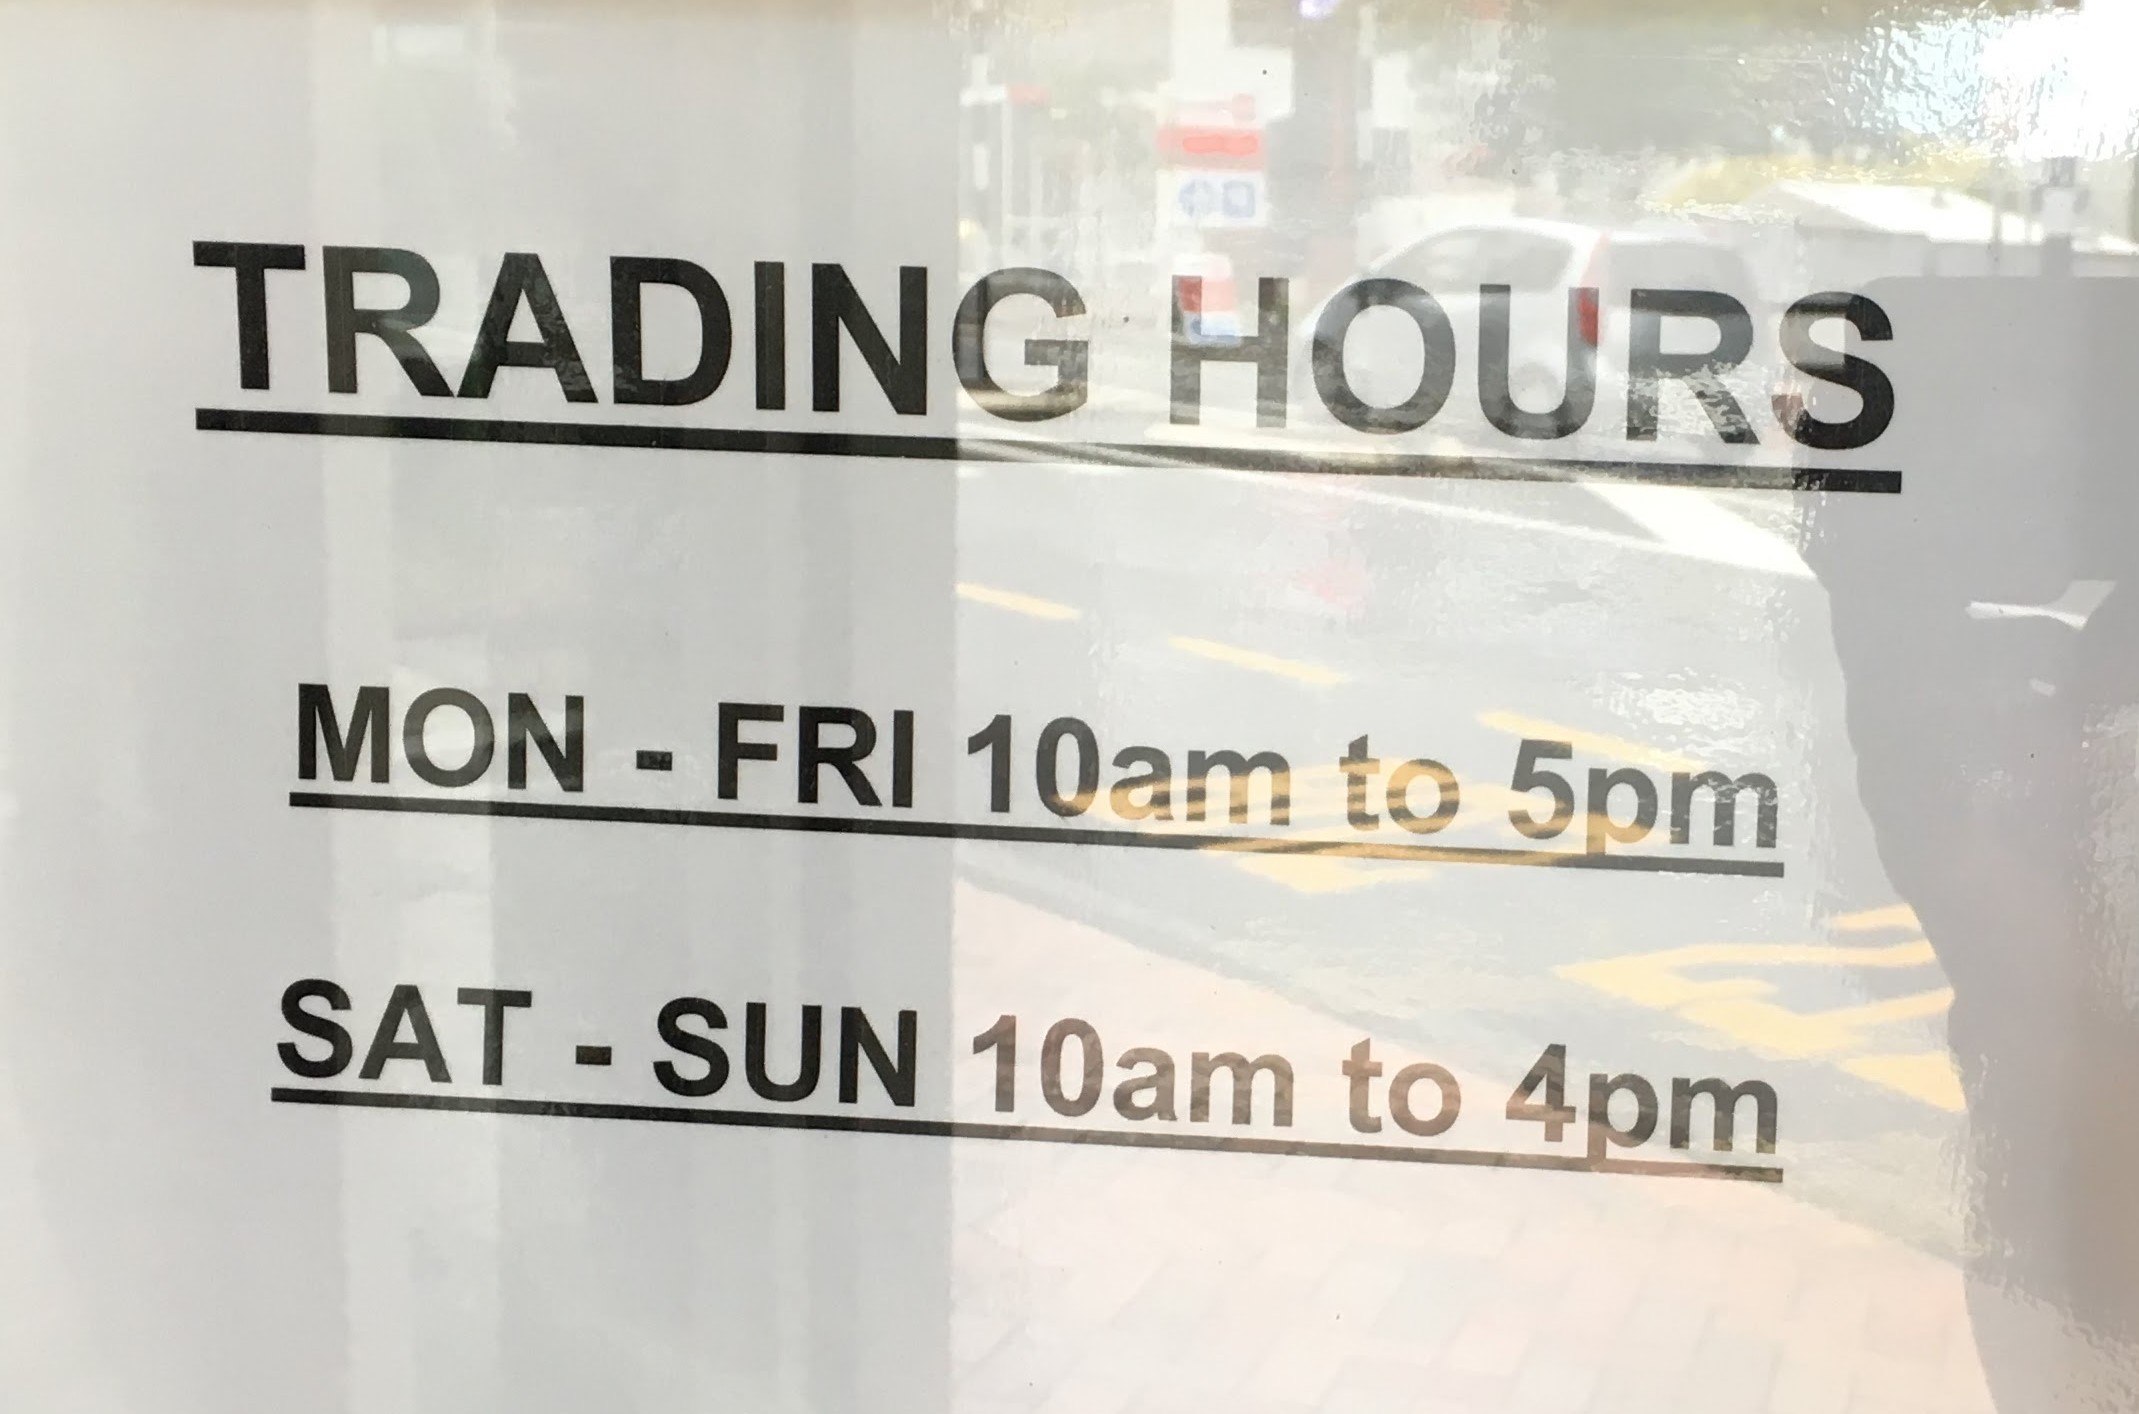 TRADING HOURS
MON - FRI 10am to 5pm
SAT - SUN 10am to 4pm